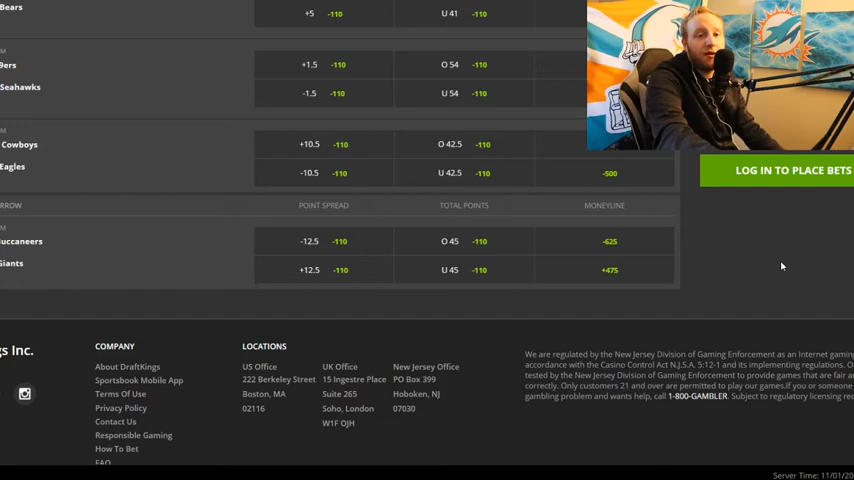 Bears
+5 -110 U 41 -110
M
9ers +1.5 -110 O 54 -110
Seahawks -1.5 -110 U 54 -110
M
Cowboys +10.5 -110 O 42.5 -110
Eagles -10.5 -110 U 42.5 -110 -500
LOG IN TO PLACE BETS
RROW POINT SPREAD TOTAL POINTS MONEYLINE
M
uccaneers -12.5 -110 O 45 -110 -625
Giants +12.5 -110 U 45 -110 +475
gs Inc.
COMPANY
About DraftKings
Sportsbook Mobile App
Terms Of Use
Privacy Policy
Contact Us
Responsible Gaming
How To Bet
FAQ
LOCATIONS
US Office
222 Berkeley Street
Boston, MA
02116
UK Office
15 Ingestre Place
Suite 265
Soho, London
W1F OJH
New Jersey Office
PO Box 399
Hoboken, NJ
07030
We are regulated by the New Jersey Division of Gaming Enforcement as an Internet gaming
accordance with the Casino Control Act N.J.S.A. 5:12-1 and its implementing regulations. O
tested by the New Jersey Division of Gaming Enforcement to provide games that are fair a
correctly. Only customers 21 and over are permitted to play our games.If you or someone
gambling problem and wants help, call 1-800-GAMBLER. Subject to regulatory licensing re
Server Time: 11/01/20